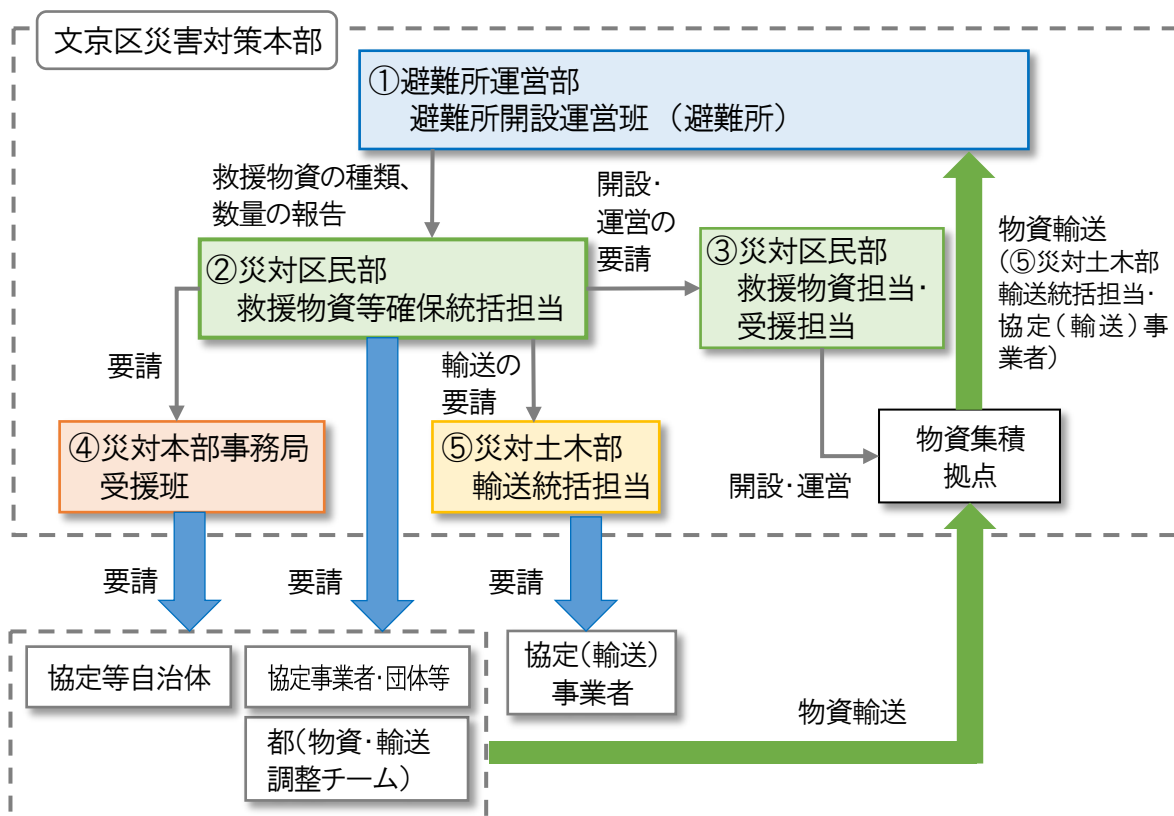 文京区災害対策本部
①避難所運営部
避難所開設運営班（避難所）
救援物資の種類、
数量の報告
開設・
運営の
要請
②災対区民部
救援物資等確保統括担当
③災対区民部
救援物資担当・
受援担当
物資輸送
（⑤災対土木部
輸送統括担当・
協定（輸送）事
業者）
要請
輸送の
要請
④災対本部事務局
受援班
⑤災対土木部
輸送統括担当
開設・運営
物資集積
拠点
要請
要請
要請
協定等自治体
協定事業者・団体等
協定（輸送）
事業者
都（物資・輸送
調整チーム）
物資輸送